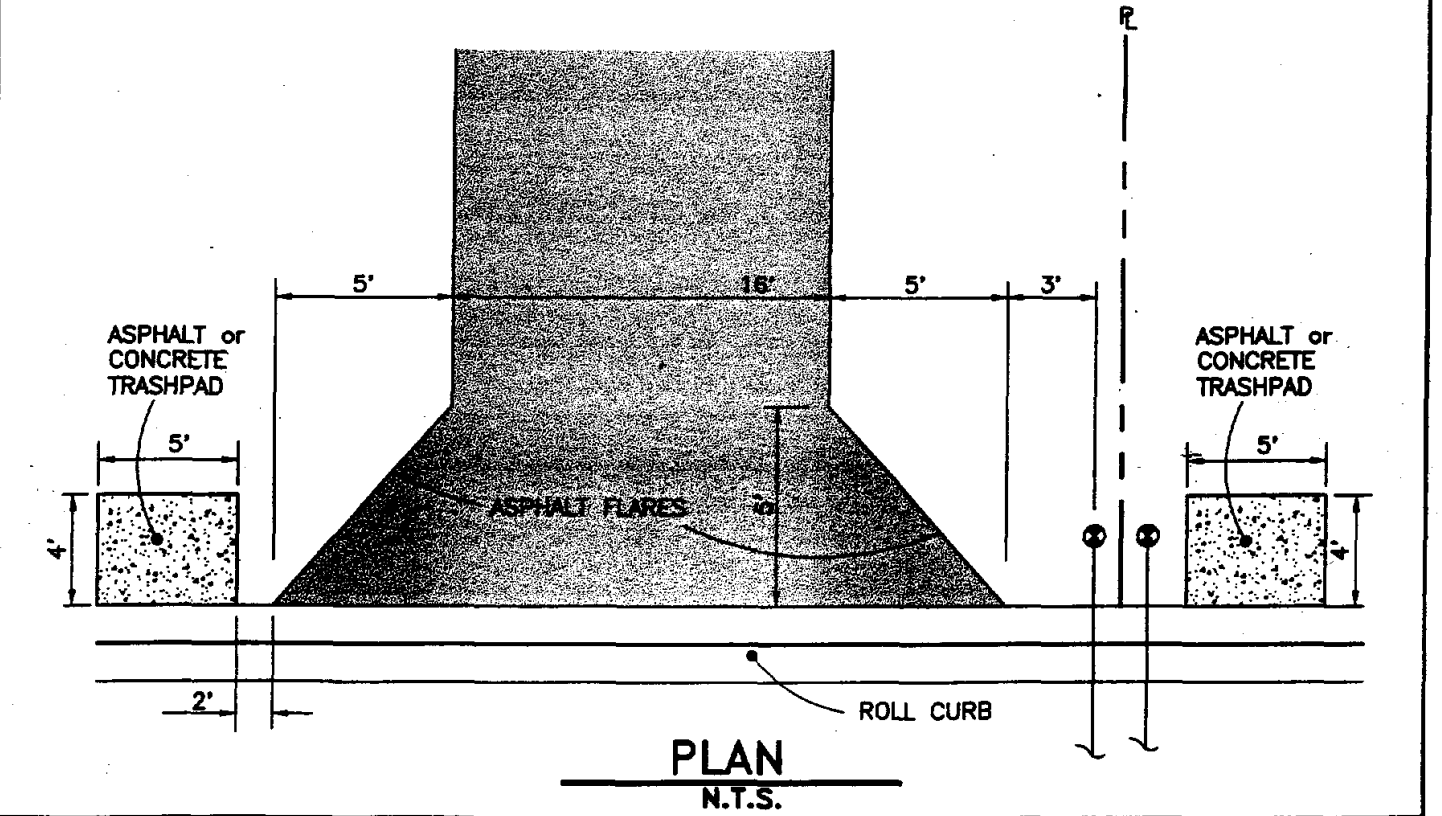 PL
5'
16'
5'
3'
ASPHALT or
CONCRETE
TRASHPAD
ASPHALT or
CONCRETE
TRASHPAD
5'
5'
ASPHALT FLARES
4'
4'
2'
ROLL CURB
PLAN
N.T.S.